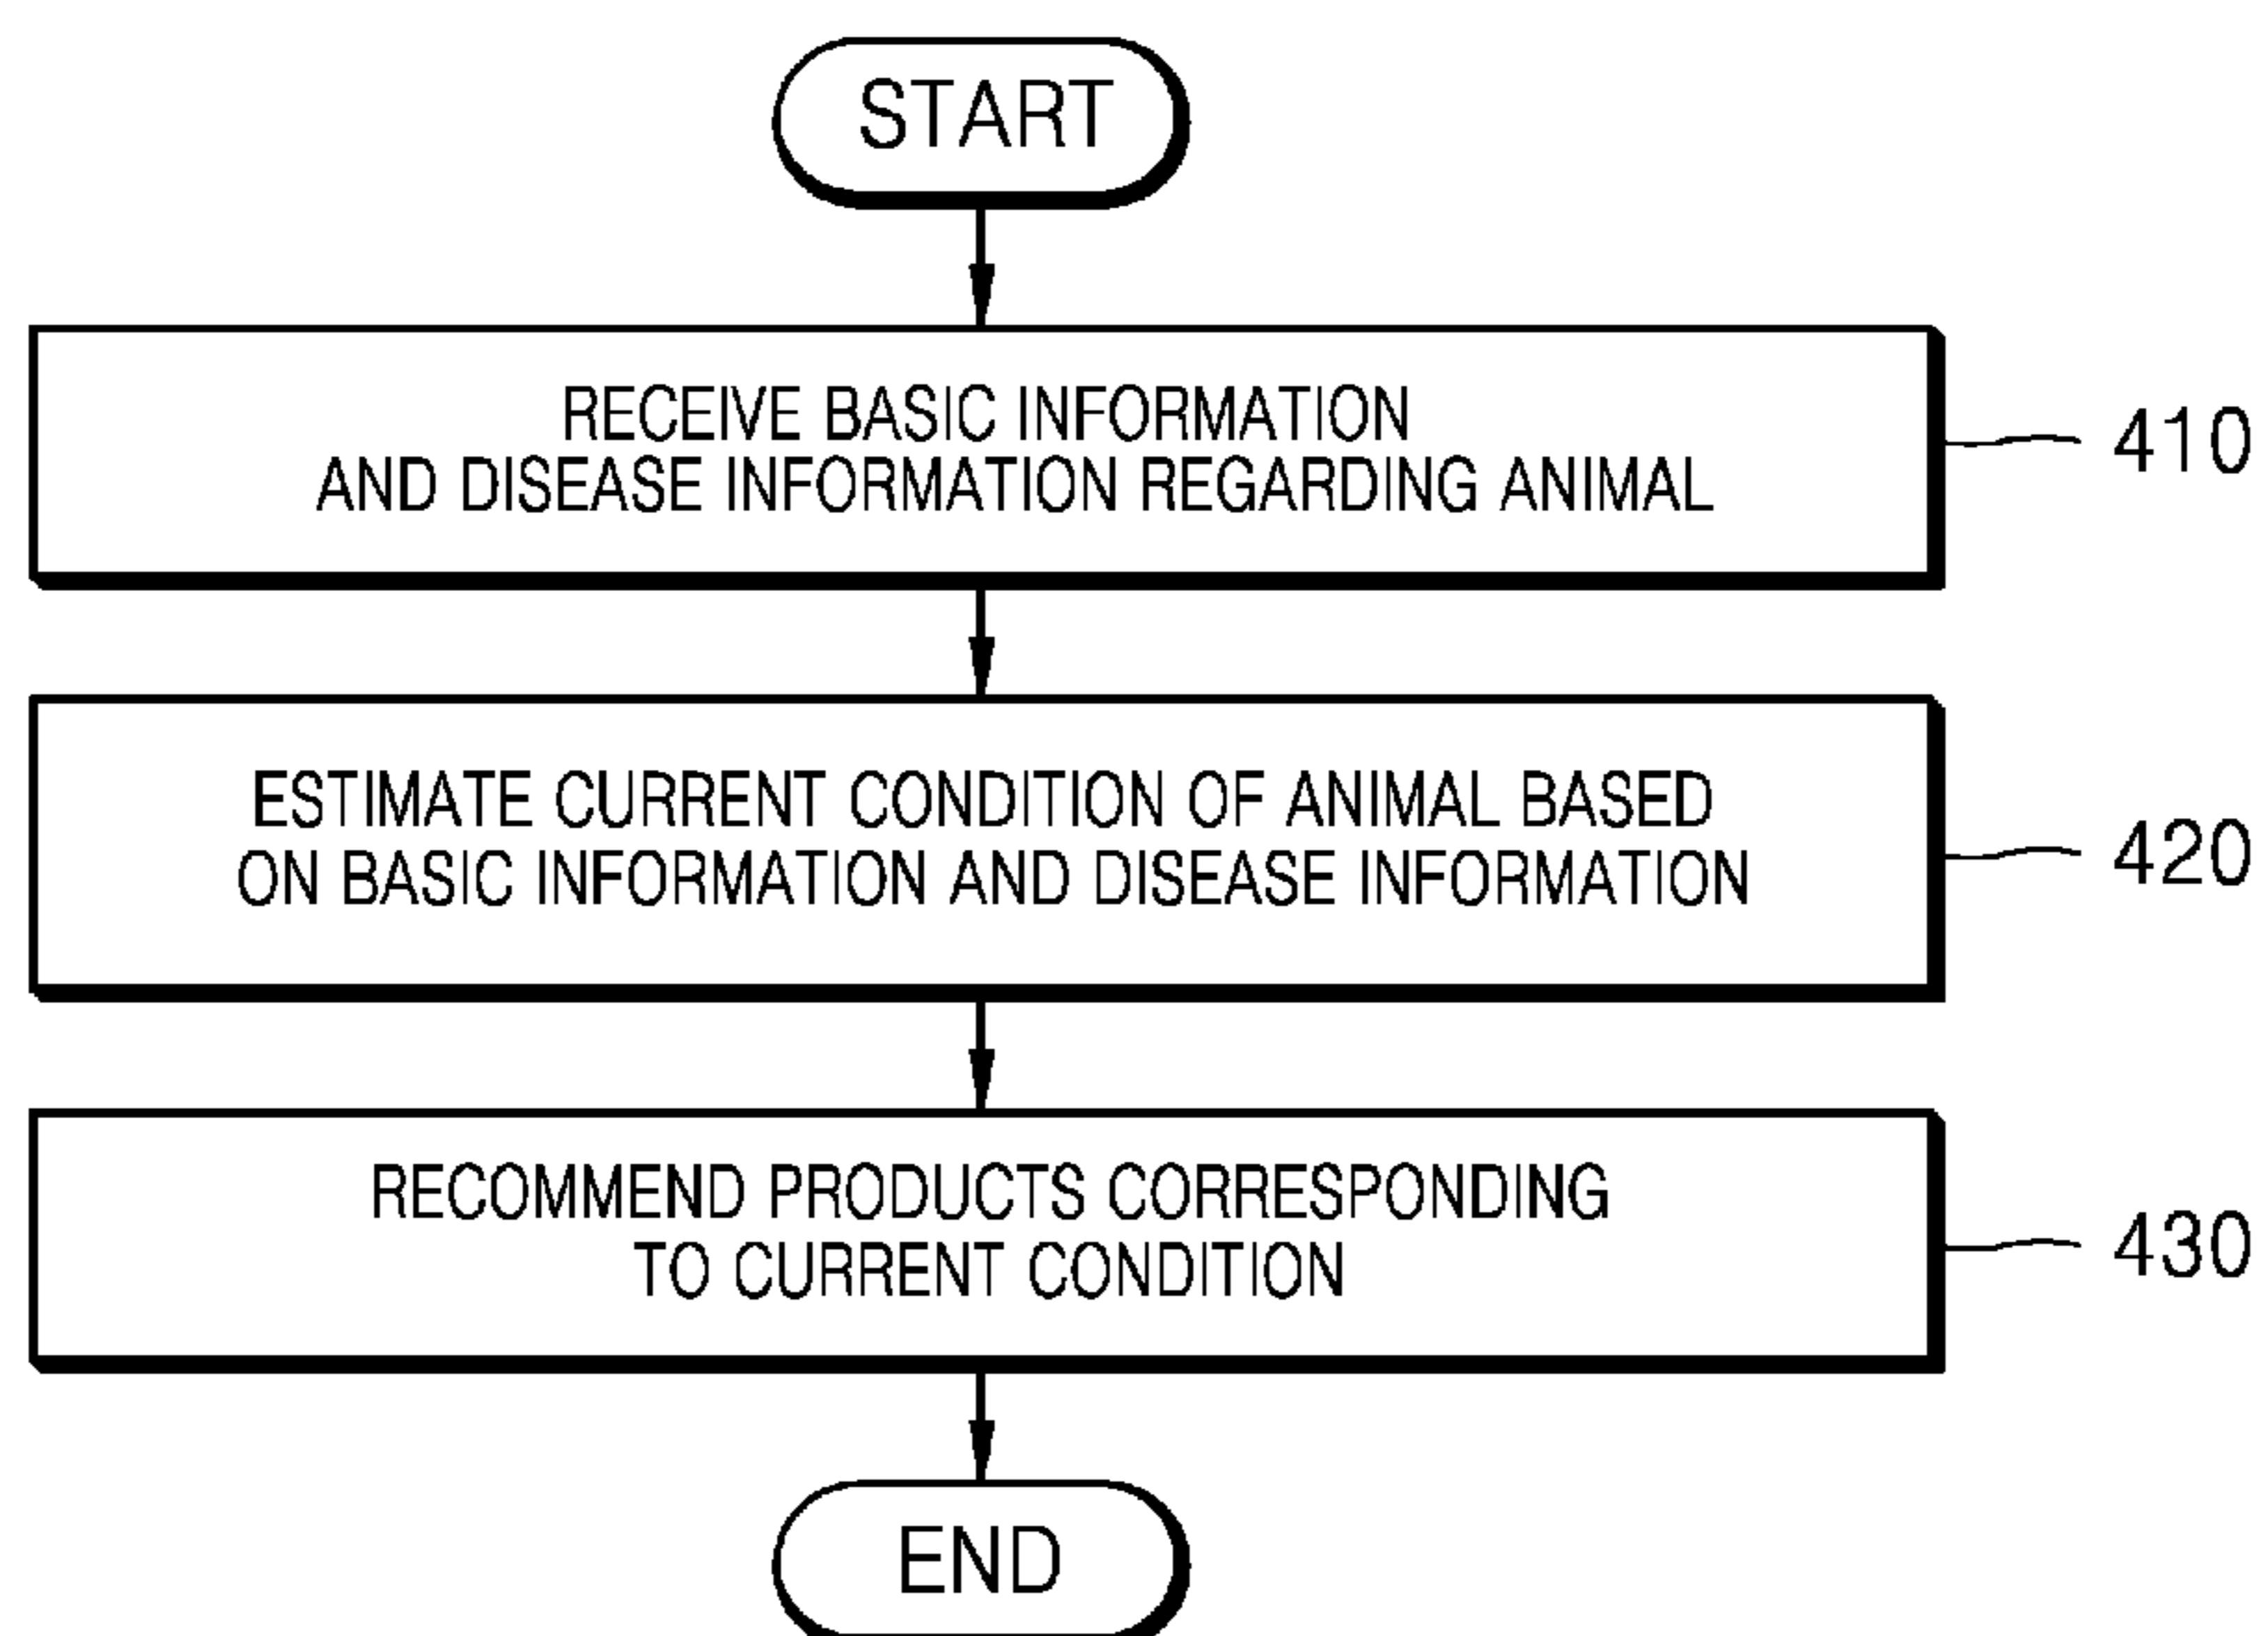 START
RECEIVE BASIC INFORMATION
AND DISEASE INFORMATION REGARDING ANIMAL
410
ESTIMATE CURRENT CONDITION OF ANIMAL BASED
ON BASIC INFORMATION AND DISEASE INFORMATION
420
RECOMMEND PRODUCTS CORRESPONDING
TO CURRENT CONDITION
430
END